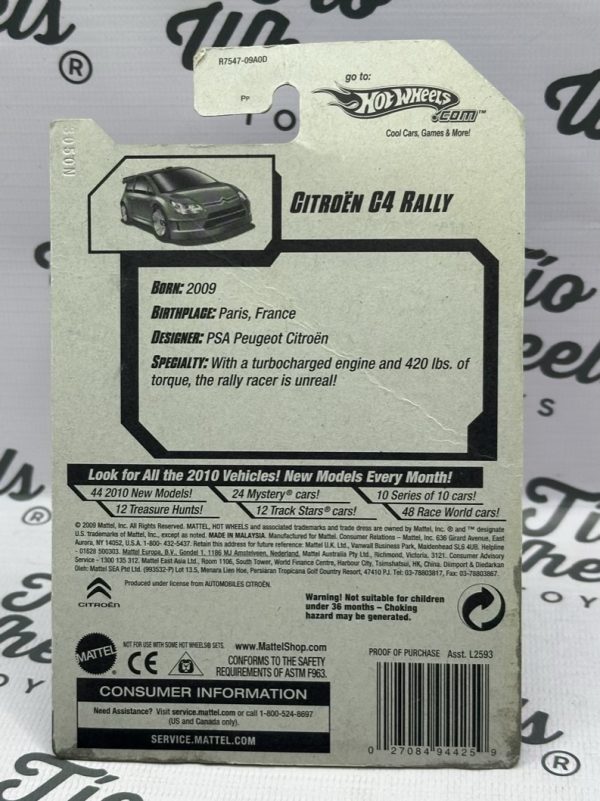 R7547-09A0D
go to:
HOT WHEELS
.COM™
Cool Cars, Games & More!
CITROËN C4 RALLY
BORN: 2009
BIRTHPLACE: Paris, France
DESIGNER: PSA Peugeot Citroën
SPECIALTY: With a turbocharged engine and 420 lbs. of
torque, the rally racer is unreal!
Look for All the 2010 Vehicles! New Models Every Month!
44 2010 New Models! 24 Mystery® cars! 10 Series of 10 cars!
12 Treasure Hunts! 12 Track Stars® cars! 48 Race World cars!
© 2009 Mattel, Inc. All Rights Reserved. MATTEL, HOT WHEELS and associated trademarks and trade dress are owned by Mattel, Inc. ® and ™ designate
U.S. trademarks of Mattel, Inc., except as noted. MADE IN MALAYSIA. Manufactured for Mattel. Consumer Relations – Mattel, Inc. 636 Girard Avenue, East
Aurora, NY 14052, U.S.A. 1-800- 432-5437. Retain this address for future reference: Mattel U.K. Ltd., Vanwall Business Park, Maidenhead SL6 4UB. Helpline
- 01628 500303. Mattel Europa, B.V., Gondel 1, 1186 MJ Amstelveen, Nederland. Mattel Australia Pty Ltd., Richmond, Victoria. 3121. Consumer Advisory
Service - 1300 135 312. Mattel East Asia Ltd., Room 1106, South Tower, World Finance Centre, Harbour City, Tsimshatsui, HK, China. Diimport & Diedarkan
Oleh: Mattel SEA Ptd Ltd. (993532-P) Lot 13.5, Menara Lien Hoe, Persiaran Tropicana Golf Country Resort, 47410 PJ. Tel: 03-78803817, Fax: 03-78803867.
Produced under license from AUTOMOBILES CITROËN.
CITROËN
Warning! Not suitable for children
under 36 months – Choking
hazard may be generated.
MATTEL
NOT FOR USE WITH SOME HOT WHEELS® SETS.
CE
www.MattelShop.com
CONFORMS TO THE SAFETY
REQUIREMENTS OF ASTM F963.
PROOF OF PURCHASE Asst. L2593
CONSUMER INFORMATION
Need Assistance? Visit service.mattel.com or call 1-800-524-8697
(US and Canada only).
SERVICE.MATTEL.COM
0 27084 94425 9
Tio
Wheels
TOYS
®